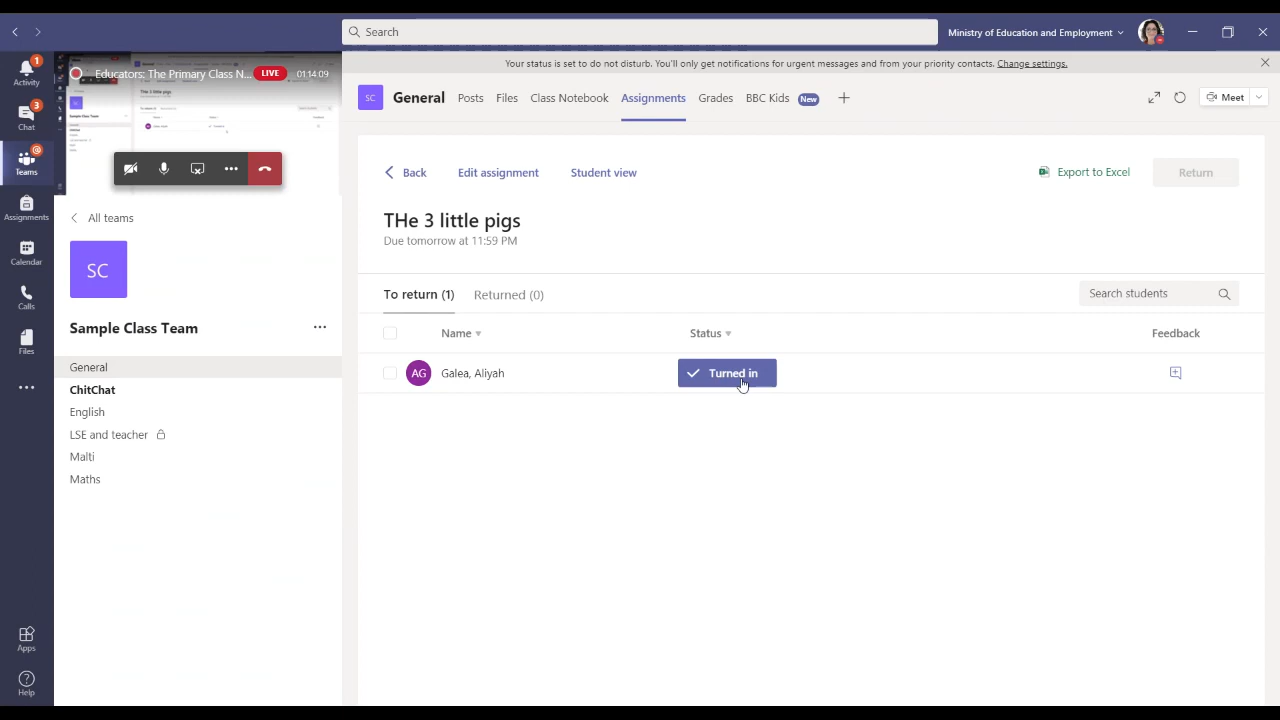 Search
Ministry of Education and Employment
Activity
1
Chat
3
Teams
Assignments
Calendar
Calls
Files
Apps
Help
Educators: The Primary Class N...
LIVE
01:14:09
All teams
SC
Sample Class Team
General
ChitChat
English
LSE and teacher
Malti
Maths
Your status is set to do not disturb. You'll only get notifications for urgent messages and from your priority contacts. Change settings.
SC
General
Posts
Files
Class Notebook
Assignments
Grades
BBC Kids
New
Meet
Back
Edit assignment
Student view
Export to Excel
Return
THe 3 little pigs
Due tomorrow at 11:59 PM
To return (1)
Returned (0)
Search students
Name
Status
Feedback
AG
Galea, Aliyah
Turned in